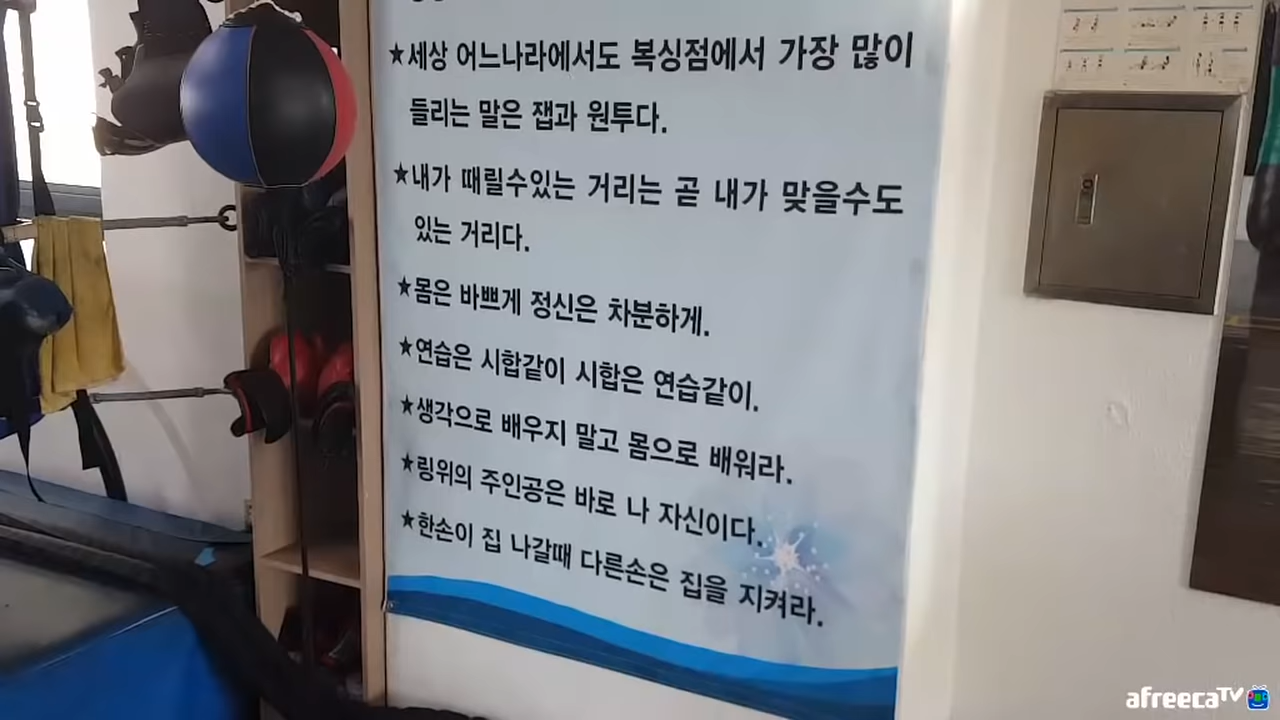 ★세상 어느나라에서도 복싱점에서 가장 많이
들리는 말은 잽과 원투다.
★내가 때릴수있는 거리는 곧 내가 맞을수도
있는 거리다.
★몸은 바쁘게 정신은 차분하게.
★연습은 시합같이 시합은 연습같이.
★생각으로 배우지 말고 몸으로 배워라.
★링위의 주인공은 바로 나 자신이다.
★한손이 집 나갈때 다른손은 집을 지켜라.
afreecaTV